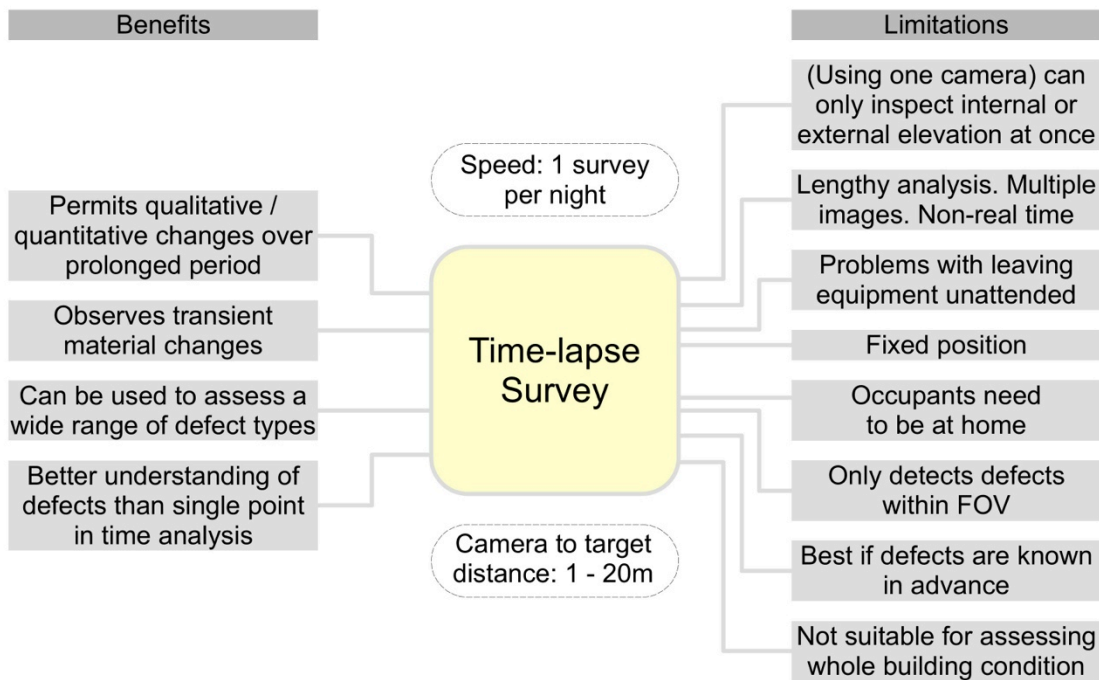 Benefits
Permits qualitative /
quantitative changes over
prolonged period
Observes transient
material changes
Can be used to assess a
wide range of defect types
Better understanding of
defects than single point
in time analysis
Speed: 1 survey
per night
Time-lapse
Survey
Camera to target
distance: 1 - 20m
Limitations
(Using one camera) can
only inspect internal or
external elevation at once
Lengthy analysis. Multiple
images. Non-real time
Problems with leaving
equipment unattended
Fixed position
Occupants need
to be at home
Only detects defects
within FOV
Best if defects are known
in advance
Not suitable for assessing
whole building condition